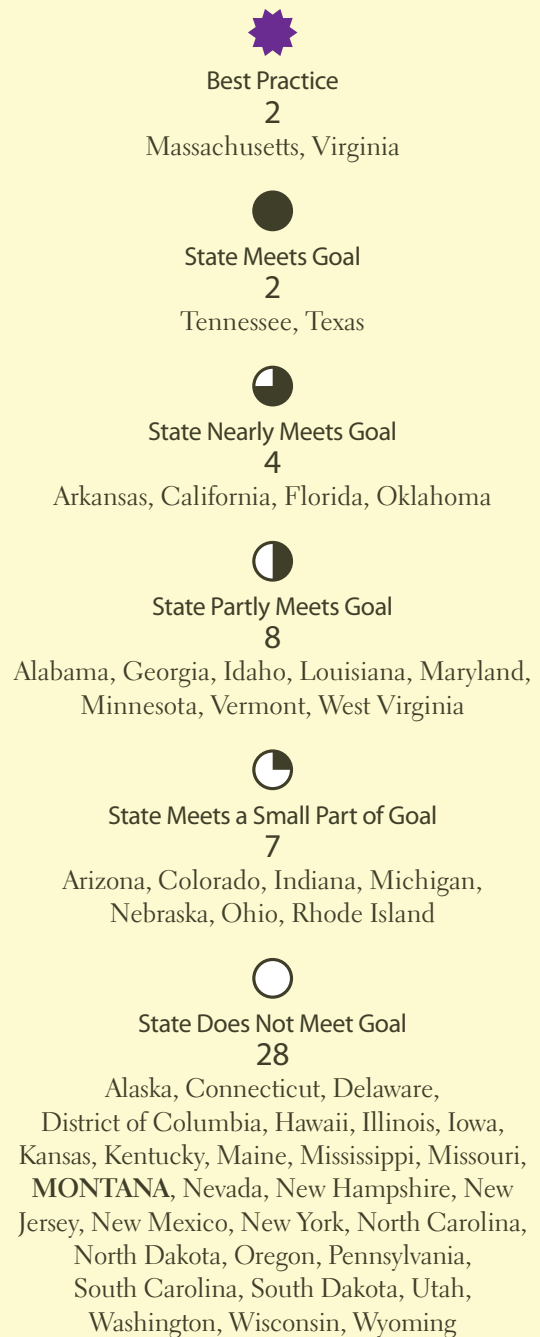 Best Practice
2
Massachusetts, Virginia
State Meets Goal
2
Tennessee, Texas
State Nearly Meets Goal
4
Arkansas, California, Florida, Oklahoma
State Partly Meets Goal
8
Alabama, Georgia, Idaho, Louisiana, Maryland,
Minnesota, Vermont, West Virginia
State Meets a Small Part of Goal
7
Arizona, Colorado, Indiana, Michigan,
Nebraska, Ohio, Rhode Island
State Does Not Meet Goal
28
Alaska, Connecticut, Delaware,
District of Columbia, Hawaii, Illinois, Iowa,
Kansas, Kentucky, Maine, Mississippi, Missouri,
MONTANA, Nevada, New Hampshire, New
Jersey, New Mexico, New York, North Carolina,
North Dakota, Oregon, Pennsylvania,
South Carolina, South Dakota, Utah,
Washington, Wisconsin, Wyoming